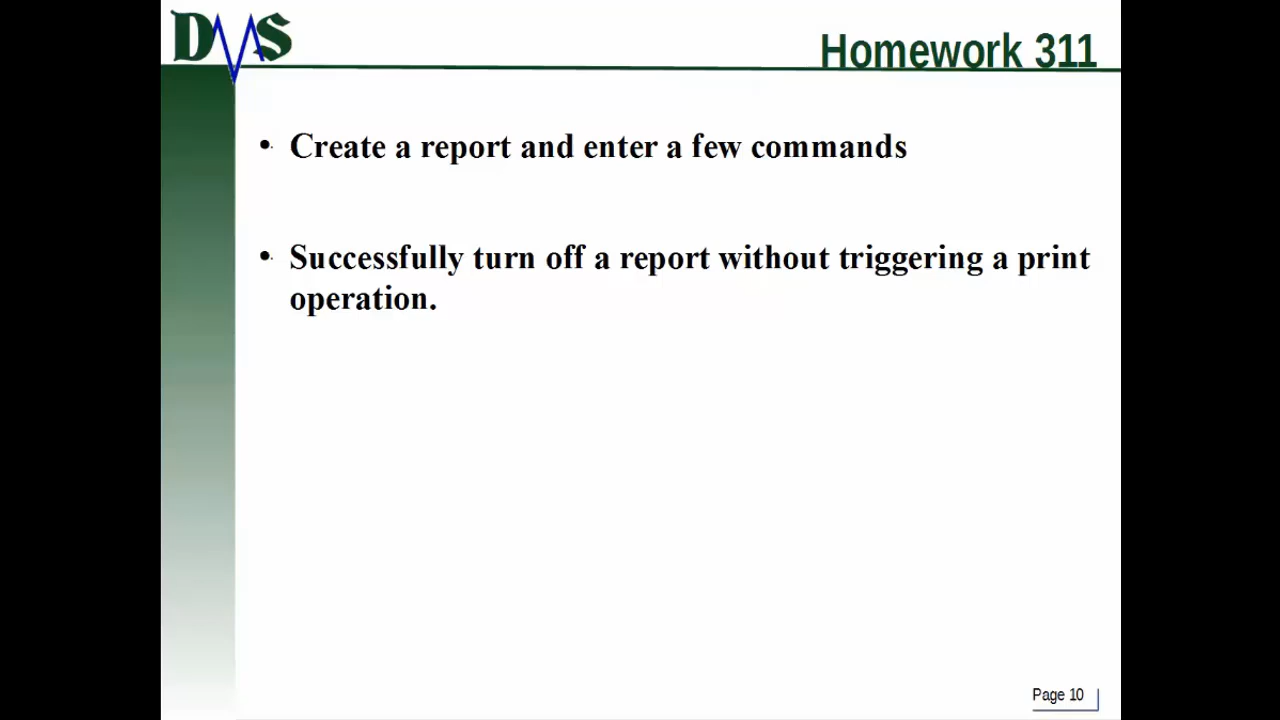 DMS
Homework 311
• Create a report and enter a few commands
• Successfully turn off a report without triggering a print
operation.
Page 10